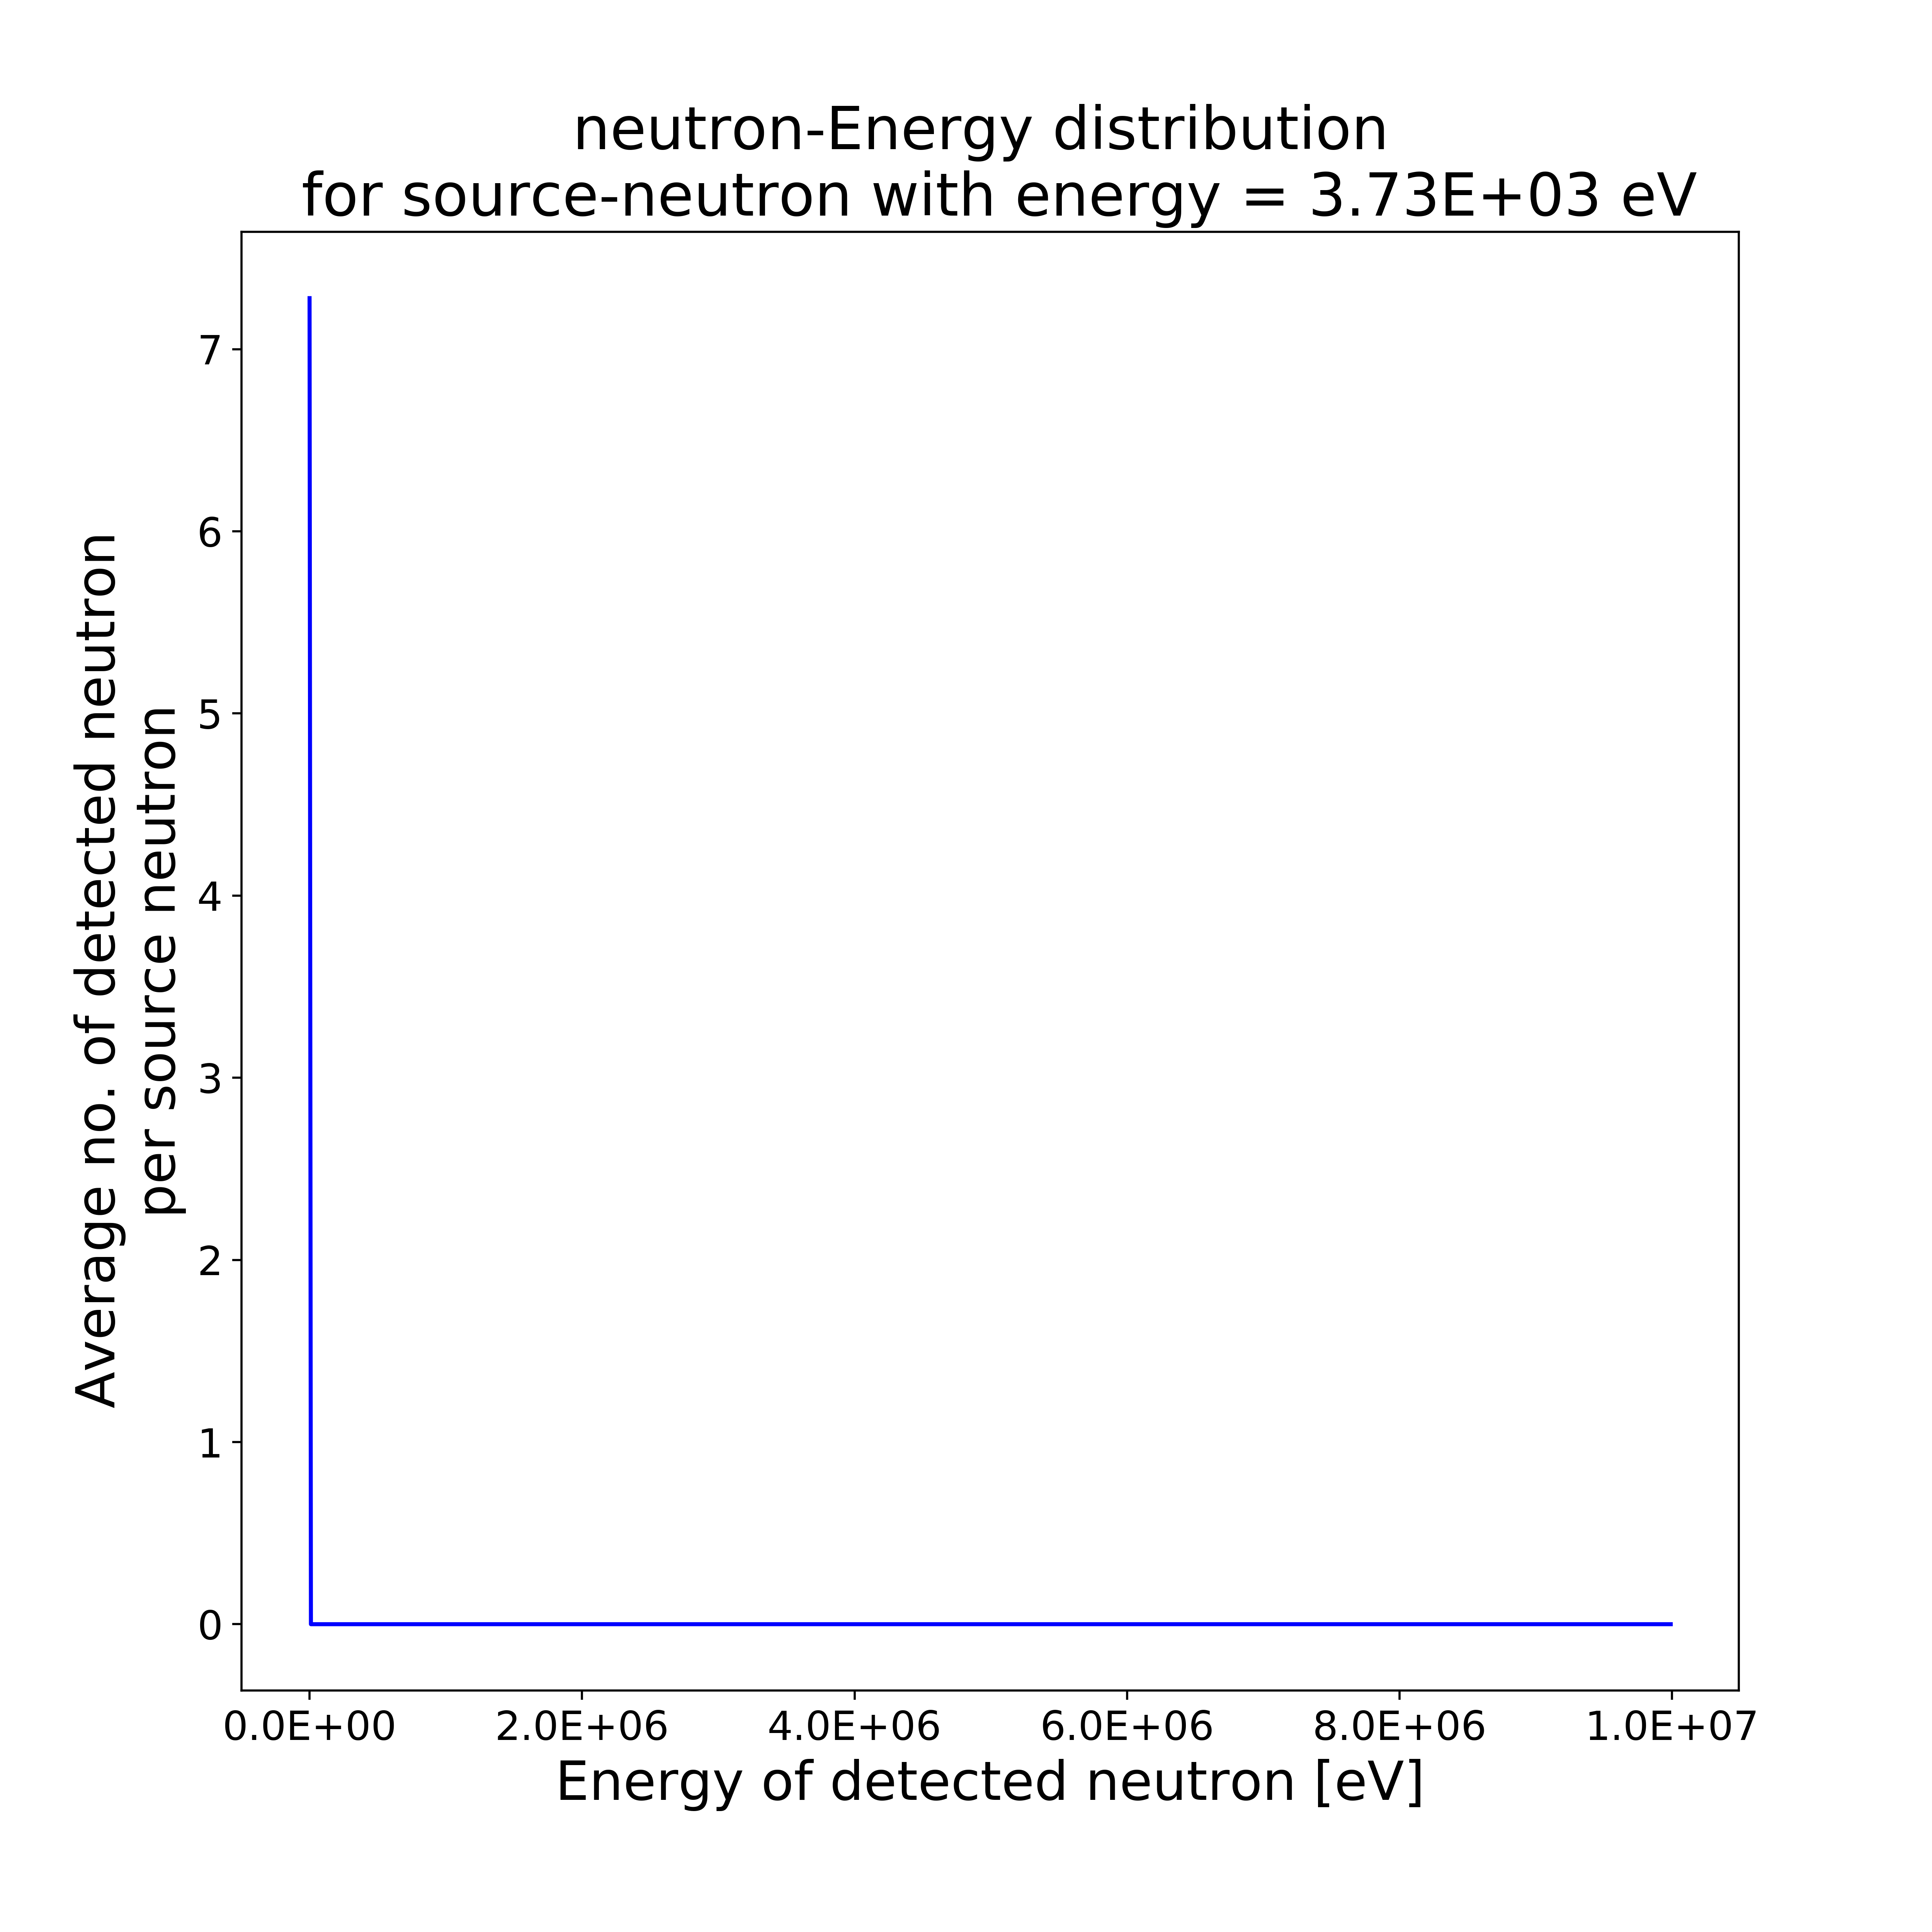 neutron-Energy distribution
for source-neutron with energy = 3.73E+03 eV
Average no. of detected neutron
per source neutron
7
6
5
4
3
2
1
0
0.0E+00
2.0E+06
4.0E+06
6.0E+06
8.0E+06
1.0E+07
Energy of detected neutron [eV]